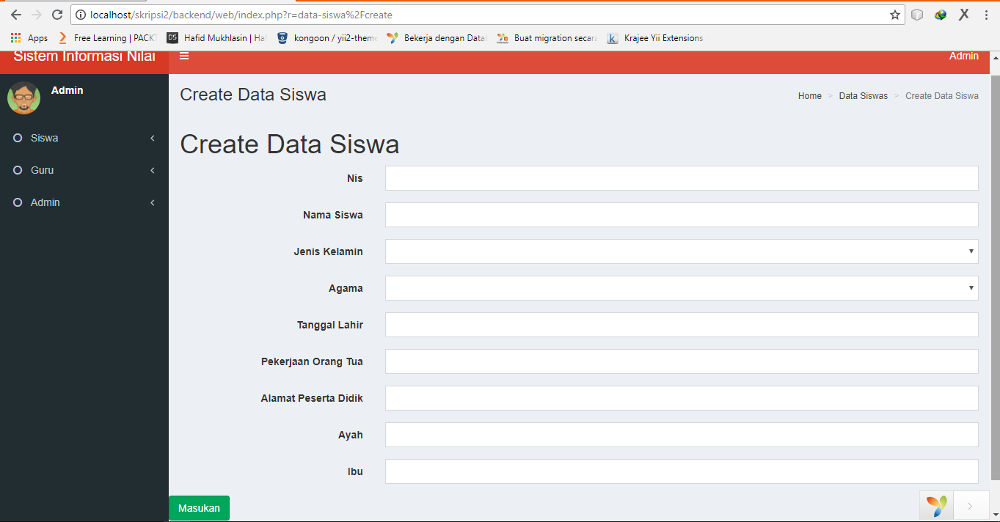 localhost/skripsi2/backend/web/index.php?r=data-siswa%2Fcreate
Apps Free Learning | PACKT Hafid Mukhlasin | Haf kongoon / yii2-theme Bekerja dengan Datal Buat migration secara Krajee Yii Extensions
Sistem Informasi Nilai Admin
Admin
Siswa
Guru
Admin
Create Data Siswa
Home > Data Siswas > Create Data Siswa
Create Data Siswa
Nis
Nama Siswa
Jenis Kelamin
Agama
Tanggal Lahir
Pekerjaan Orang Tua
Alamat Peserta Didik
Ayah
Ibu
Masukan